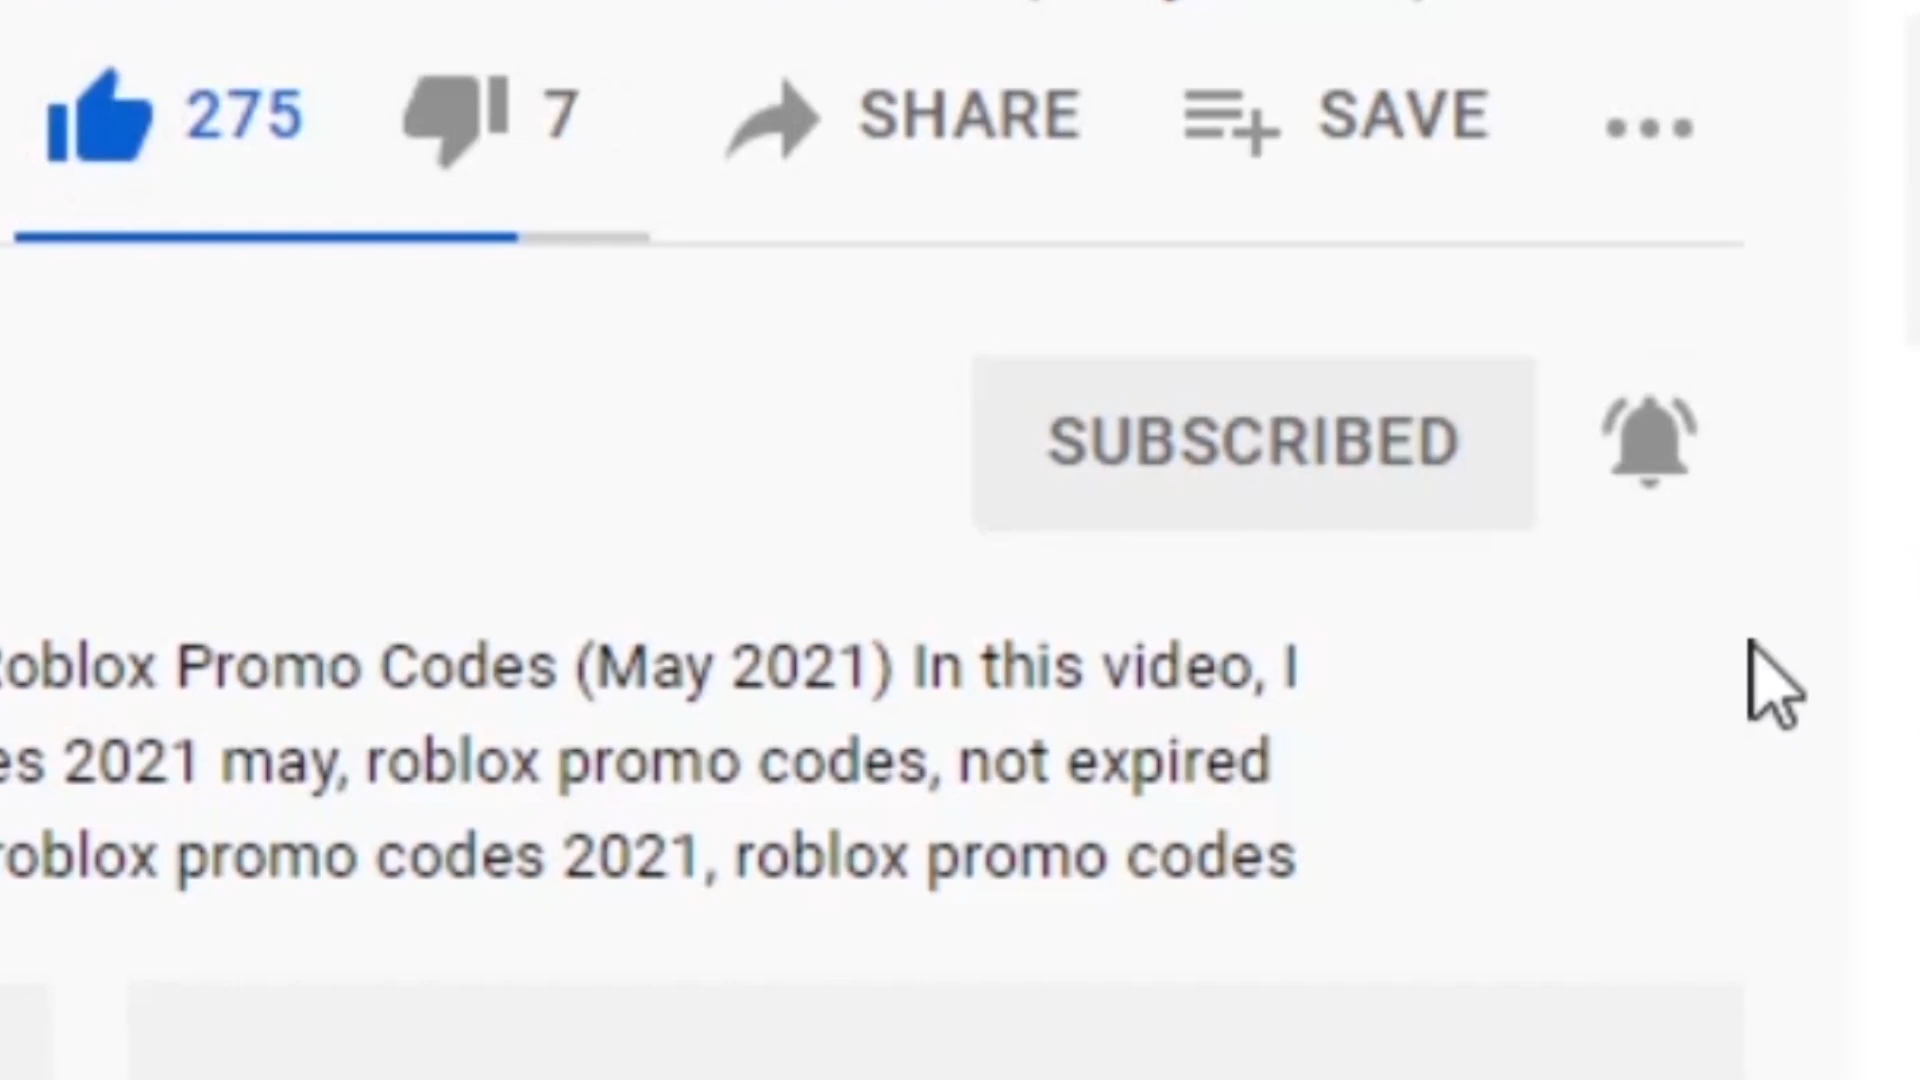 275 7 SHARE SAVE
SUBSCRIBED
Roblox Promo Codes (May 2021) In this video, I
es 2021 may, roblox promo codes, not expired
roblox promo codes 2021, roblox promo codes